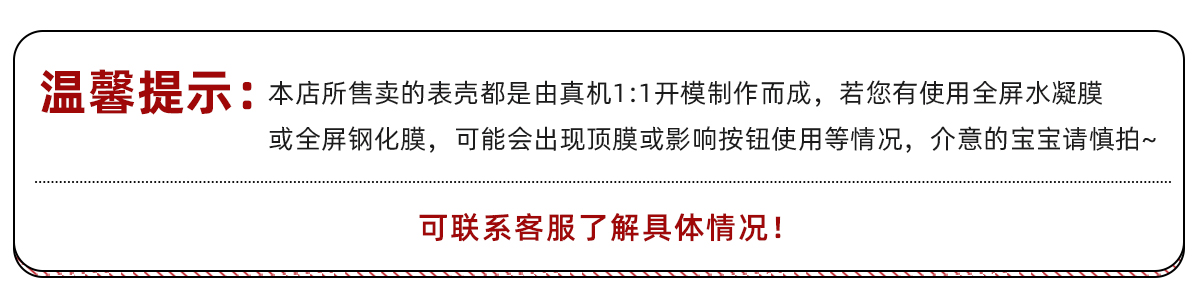 温馨提示：本店所售卖的表壳都是由真机1:1开模制作而成，若您有使用全屏水凝膜
或全屏钢化膜，可能会出现顶膜或影响按钮使用等情况，介意的宝宝请慎拍~
可联系客服了解具体情况！